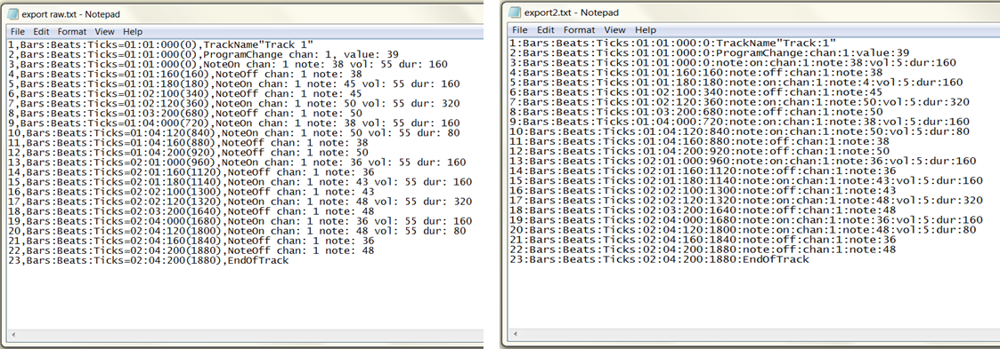 export raw.txt - Notepad
File Edit Format View Help
1,Bars:Beats:Ticks=01:01:000(0),TrackName"Track 1"
2,Bars:Beats:Ticks=01:01:000(0),ProgramChange chan: 1, value: 39
3,Bars:Beats:Ticks=01:01:000(0),NoteOn chan: 1 note: 38 vol: 55 dur: 160
4,Bars:Beats:Ticks=01:01:160(160),NoteOff chan: 1 note: 38
5,Bars:Beats:Ticks=01:01:180(180),NoteOn chan: 1 note: 45 vol: 55 dur: 160
6,Bars:Beats:Ticks=01:02:100(340),NoteOff chan: 1 note: 45
7,Bars:Beats:Ticks=01:02:120(360),NoteOn chan: 1 note: 50 vol: 55 dur: 320
8,Bars:Beats:Ticks=01:03:200(680),NoteOff chan: 1 note: 50
9,Bars:Beats:Ticks=01:04:000(720),NoteOn chan: 1 note: 38 vol: 55 dur: 160
10,Bars:Beats:Ticks=01:04:120(840),NoteOn chan: 1 note: 50 vol: 55 dur: 80
11,Bars:Beats:Ticks=01:04:160(880),NoteOff chan: 1 note: 38
12,Bars:Beats:Ticks=01:04:200(920),NoteOff chan: 1 note: 50
13,Bars:Beats:Ticks=02:01:000(960),NoteOn chan: 1 note: 36 vol: 55 dur: 160
14,Bars:Beats:Ticks=02:01:160(1120),NoteOff chan: 1 note: 36
15,Bars:Beats:Ticks=02:01:180(1140),NoteOn chan: 1 note: 43 vol: 55 dur: 160
16,Bars:Beats:Ticks=02:02:100(1300),NoteOff chan: 1 note: 43
17,Bars:Beats:Ticks=02:02:120(1320),NoteOn chan: 1 note: 48 vol: 55 dur: 320
18,Bars:Beats:Ticks=02:03:200(1640),NoteOff chan: 1 note: 48
19,Bars:Beats:Ticks=02:04:000(1680),NoteOn chan: 1 note: 36 vol: 55 dur: 160
20,Bars:Beats:Ticks=02:04:120(1800),NoteOn chan: 1 note: 48 vol: 55 dur: 80
21,Bars:Beats:Ticks=02:04:160(1840),NoteOff chan: 1 note: 36
22,Bars:Beats:Ticks=02:04:200(1880),NoteOff chan: 1 note: 48
23,Bars:Beats:Ticks=02:04:200(1880),EndOfTrack
export2.txt - Notepad
File Edit Format View Help
1:Bars:Beats:Ticks:01:01:000:0:TrackName"Track:1"
2:Bars:Beats:Ticks:01:01:000:0:ProgramChange:chan:1:value:39
3:Bars:Beats:Ticks:01:01:000:0:note:on:chan:1:note:38:vol:5:dur:160
4:Bars:Beats:Ticks:01:01:160:160:note:off:chan:1:note:38
5:Bars:Beats:Ticks:01:01:180:180:note:on:chan:1:note:4:vol:5:dur:160
6:Bars:Beats:Ticks:01:02:100:340:note:off:chan:1:note:45
7:Bars:Beats:Ticks:01:02:120:360:note:on:chan:1:note:50:vol:5:dur:320
8:Bars:Beats:Ticks:01:03:200:680:note:off:chan:1:note:50
9:Bars:Beats:Ticks:01:04:000:720:note:on:chan:1:note:38:vol:5:dur:160
10:Bars:Beats:Ticks:01:04:120:840:note:on:chan:1:note:50:vol:5:dur:80
11:Bars:Beats:Ticks:01:04:160:880:note:off:chan:1:note:38
12:Bars:Beats:Ticks:01:04:200:920:note:off:chan:1:note:50
13:Bars:Beats:Ticks:02:01:000:960:note:on:chan:1:note:36:vol:5:dur:160
14:Bars:Beats:Ticks:02:01:160:1120:note:off:chan:1:note:36
15:Bars:Beats:Ticks:02:01:180:1140:note:on:chan:1:note:43:vol:5:dur:160
16:Bars:Beats:Ticks:02:02:100:1300:note:off:chan:1:note:43
17:Bars:Beats:Ticks:02:02:120:1320:note:on:chan:1:note:48:vol:5:dur:320
18:Bars:Beats:Ticks:02:03:200:1640:note:off:chan:1:note:48
19:Bars:Beats:Ticks:02:04:000:1680:note:on:chan:1:note:36:vol:5:dur:160
20:Bars:Beats:Ticks:02:04:120:1800:note:on:chan:1:note:48:vol:5:dur:80
21:Bars:Beats:Ticks:02:04:160:1840:note:off:chan:1:note:36
22:Bars:Beats:Ticks:02:04:200:1880:note:off:chan:1:note:48
23:Bars:Beats:Ticks:02:04:200:1880:EndOfTrack